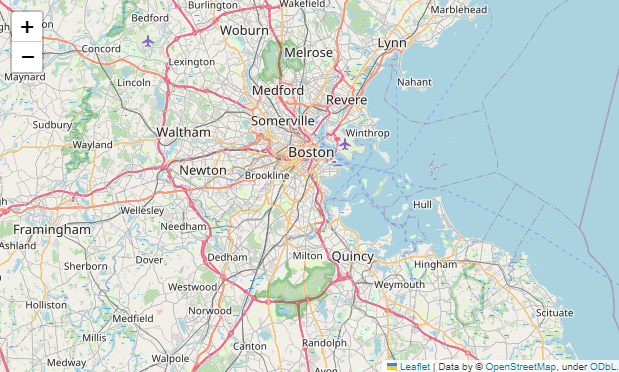 Marblehead
Wakefield
Burlington
Bedford
Woburn
+
Lynn
Concord
Melrose
−
Lexington
Maynard
Lincoln
Nahant
Medford
Revere
Somerville
Sudbury
Waltham
Winthrop
Wayland
Boston
Newton
Brookline
Hull
Wellesley
Needham
Framingham
Ashland
Milton
Quincy
Dedham
Dover
Sherborn
Hingham
Westwood
Weymouth
Holliston
Norwood
Scituate
Medfield
Millis
Randolph
Canton
Walpole
Medway
Avon
Leaflet | Data by © OpenStreetMap, under ODbL.